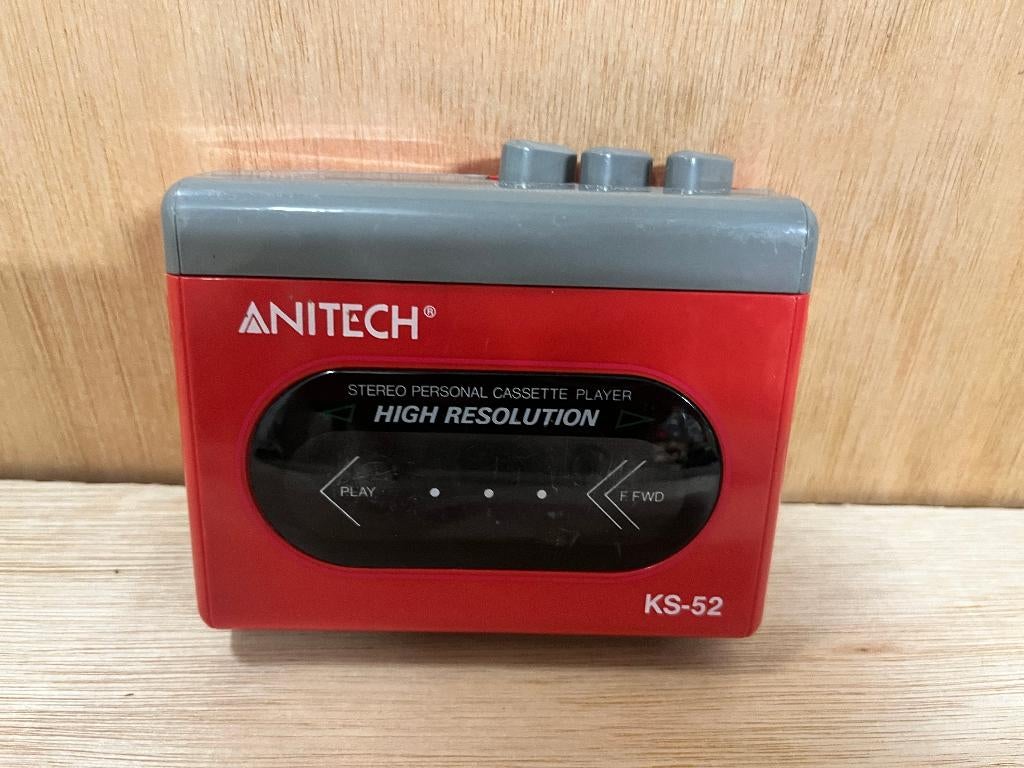 ANITECH®
STEREO PERSONAL CASSETTE PLAYER
HIGH RESOLUTION
PLAY
F.FWD
KS-52